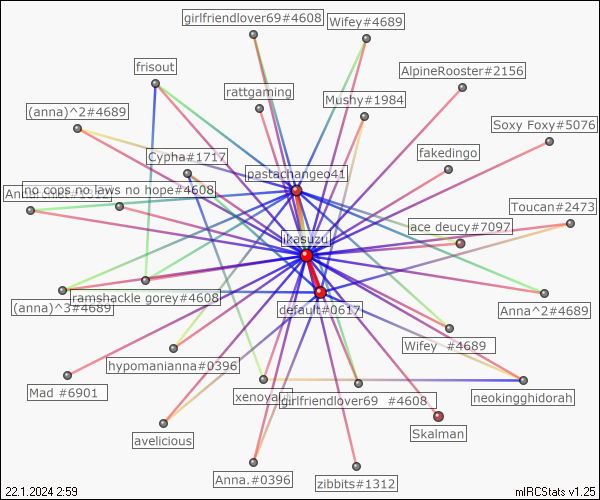 girlfriendlover69#4608
Wifey#4689
frisout
AlpineRooster#2156
rattgaming
Mushy#1984
(anna)^2#4689
Soxy Foxy#5076
Cypha#1717
fakedingo
pastachangeo41
no cops no laws no hope#4608
Toucan#2473
ace deucy#7097
ikasuzu
ramshackle gorey#4608
(anna)^3#4689
default#0617
Anna^2#4689
Wifey #4689
hypomanianna#0396
Mad #6901
xenoya
girlfriendlover69 #4608
neokingghidorah
avelicious
Skalman
Anna.#0396
zibbits#1312
22.1.2024 2:59
mIRCStats v1.25